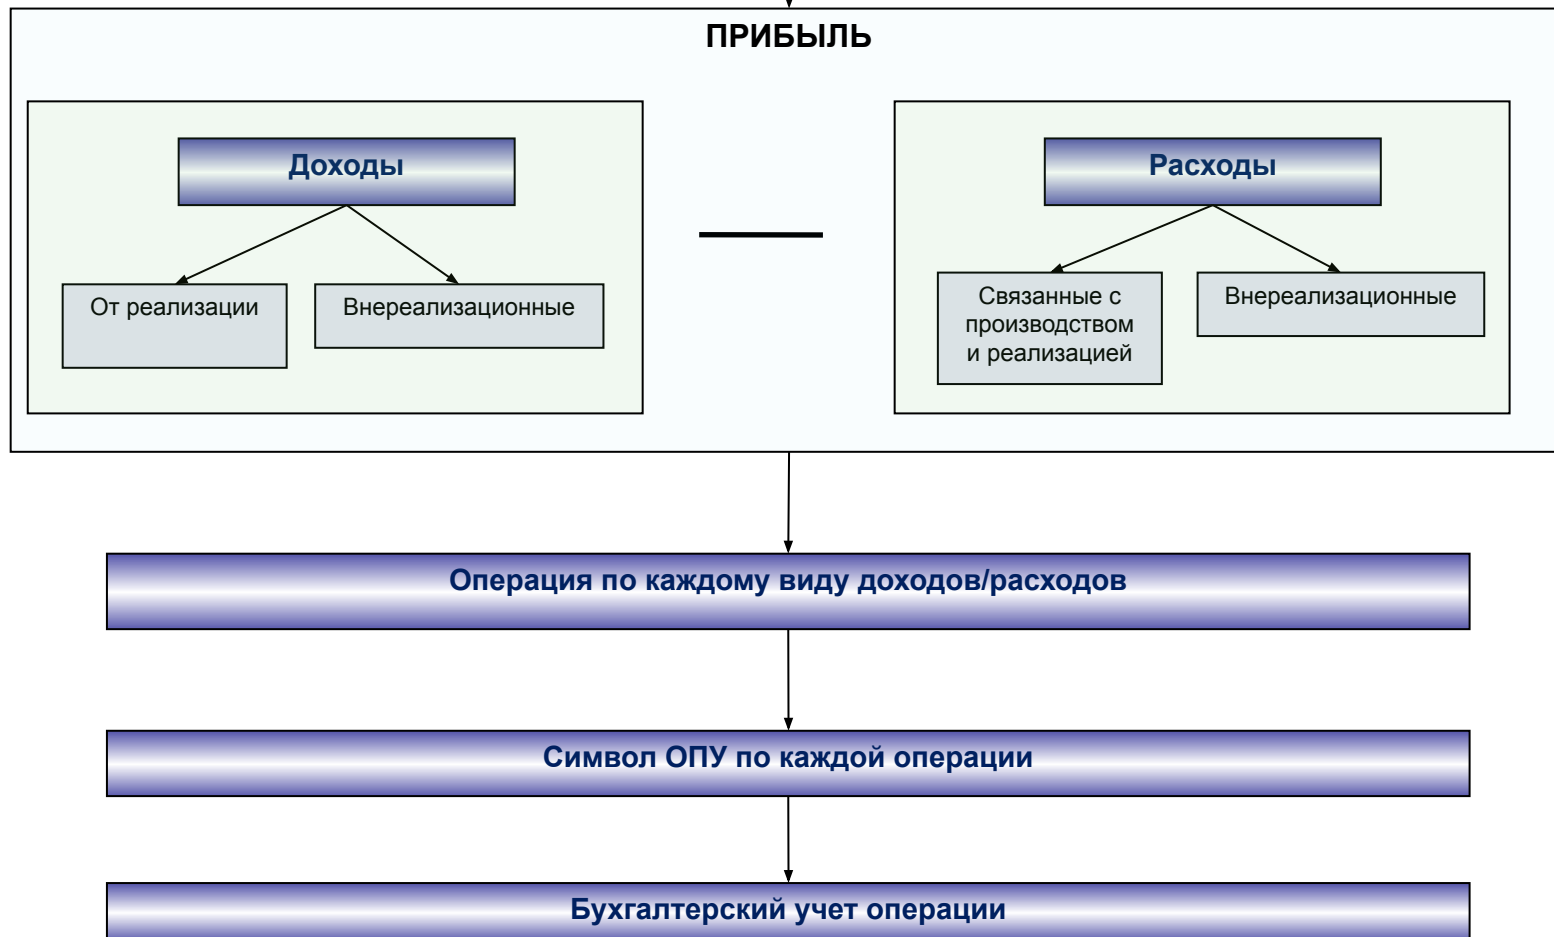 ПРИБЫЛЬ
Доходы
Расходы
От реализации
Внереализационные
Связанные с
производством
и реализацией
Внереализационные
Операция по каждому виду доходов/расходов
Символ ОПУ по каждой операции
Бухгалтерский учет операции